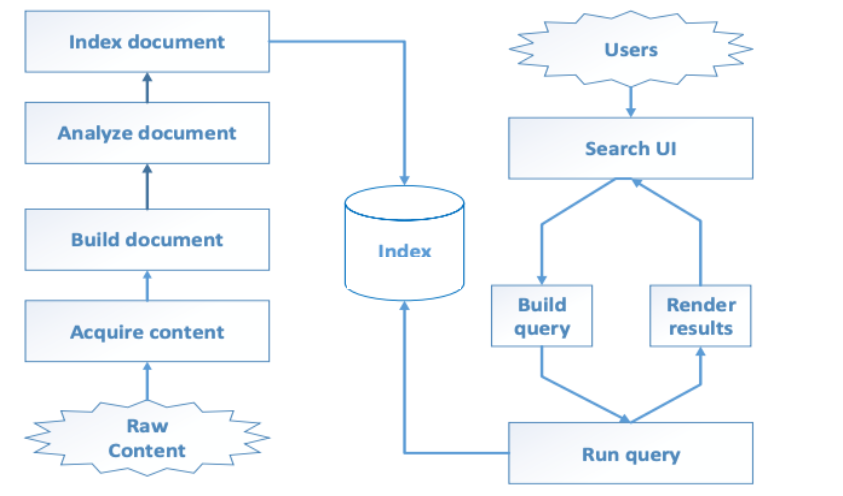 Index document
Analyze document
Build document
Acquire content
Raw
Content
Index
Users
Search UI
Build
query
Render
results
Run query